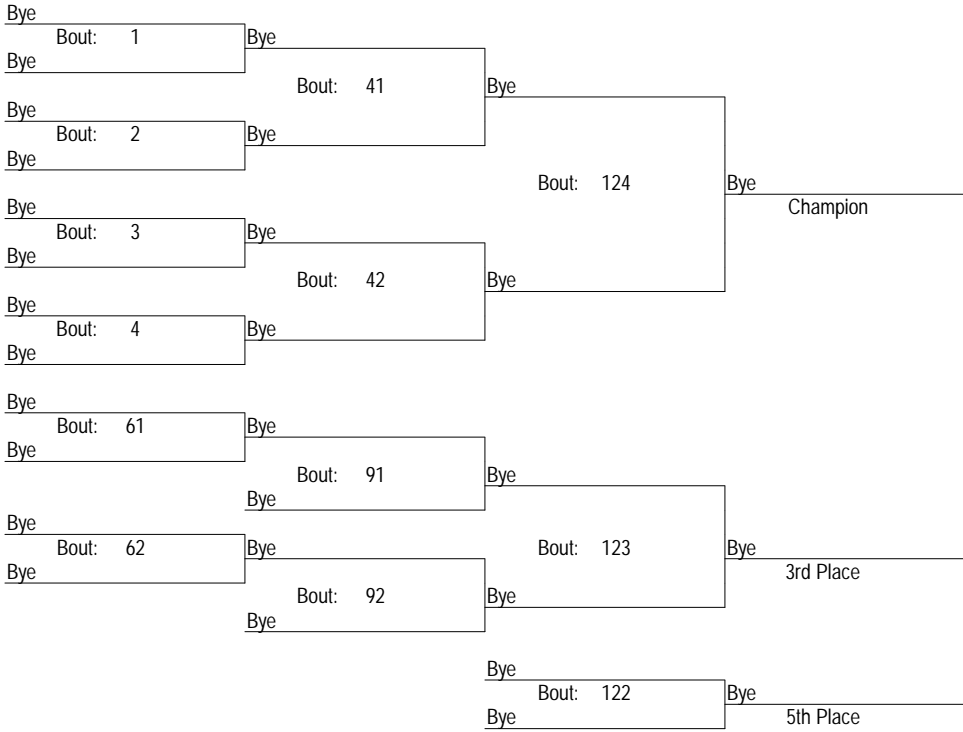 Bye
Bout: 1 Bye
Bye
Bout: 41 Bye
Bye
Bout: 2 Bye
Bye
Bout: 124 Bye
Champion
Bye
Bout: 3 Bye
Bye
Bout: 42 Bye
Bye
Bout: 4 Bye
Bye
Bye
Bout: 61 Bye
Bye
Bout: 91 Bye
Bye
Bye
Bout: 62 Bye Bout: 123 Bye
Bye 3rd Place
Bout: 92 Bye
Bye
Bye
Bout: 122 Bye
Bye 5th Place